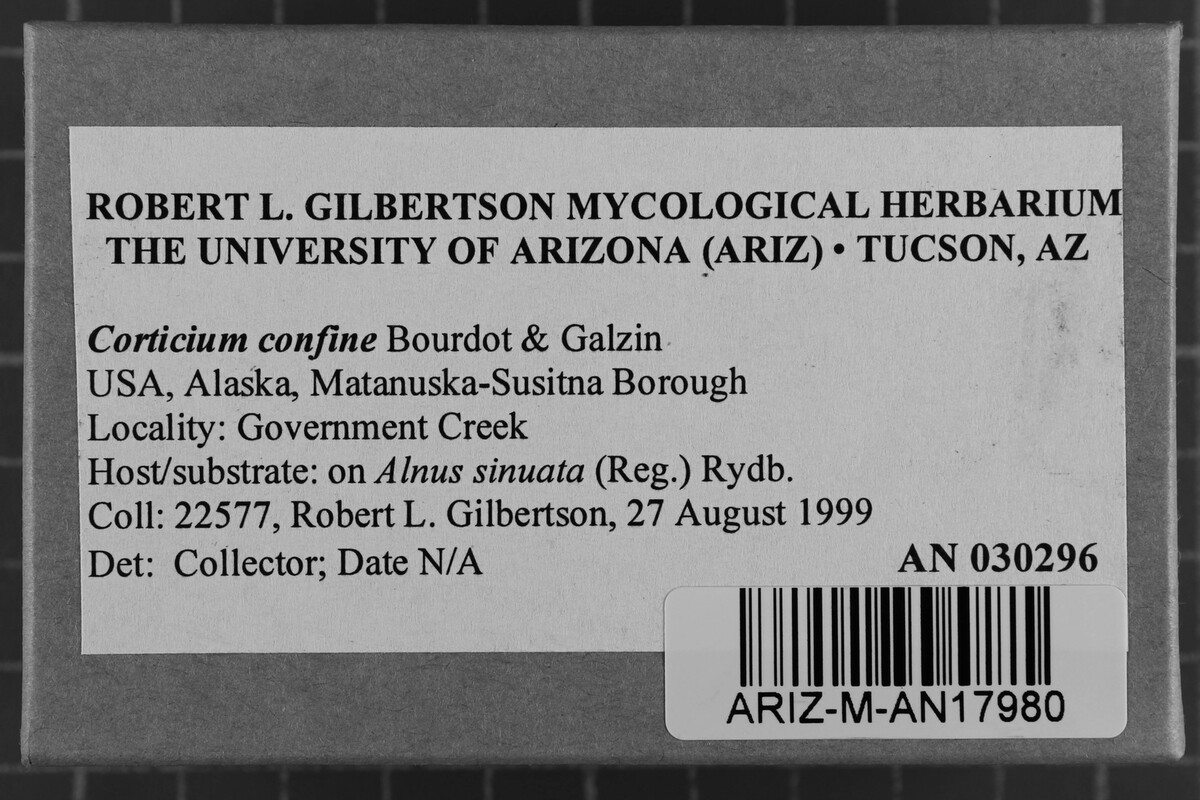 ROBERT L. GILBERTSON MYCOLOGICAL HERBARIUM
THE UNIVERSITY OF ARIZONA (ARIZ) • TUCSON, AZ
Corticium confine Bourdot & Galzin
USA, Alaska, Matanuska-Susitna Borough
Locality: Government Creek
Host/substrate: on Alnus sinuata (Reg.) Rydb.
Coll: 22577, Robert L. Gilbertson, 27 August 1999
Det: Collector; Date N/A
AN 030296
ARIZ-M-AN17980